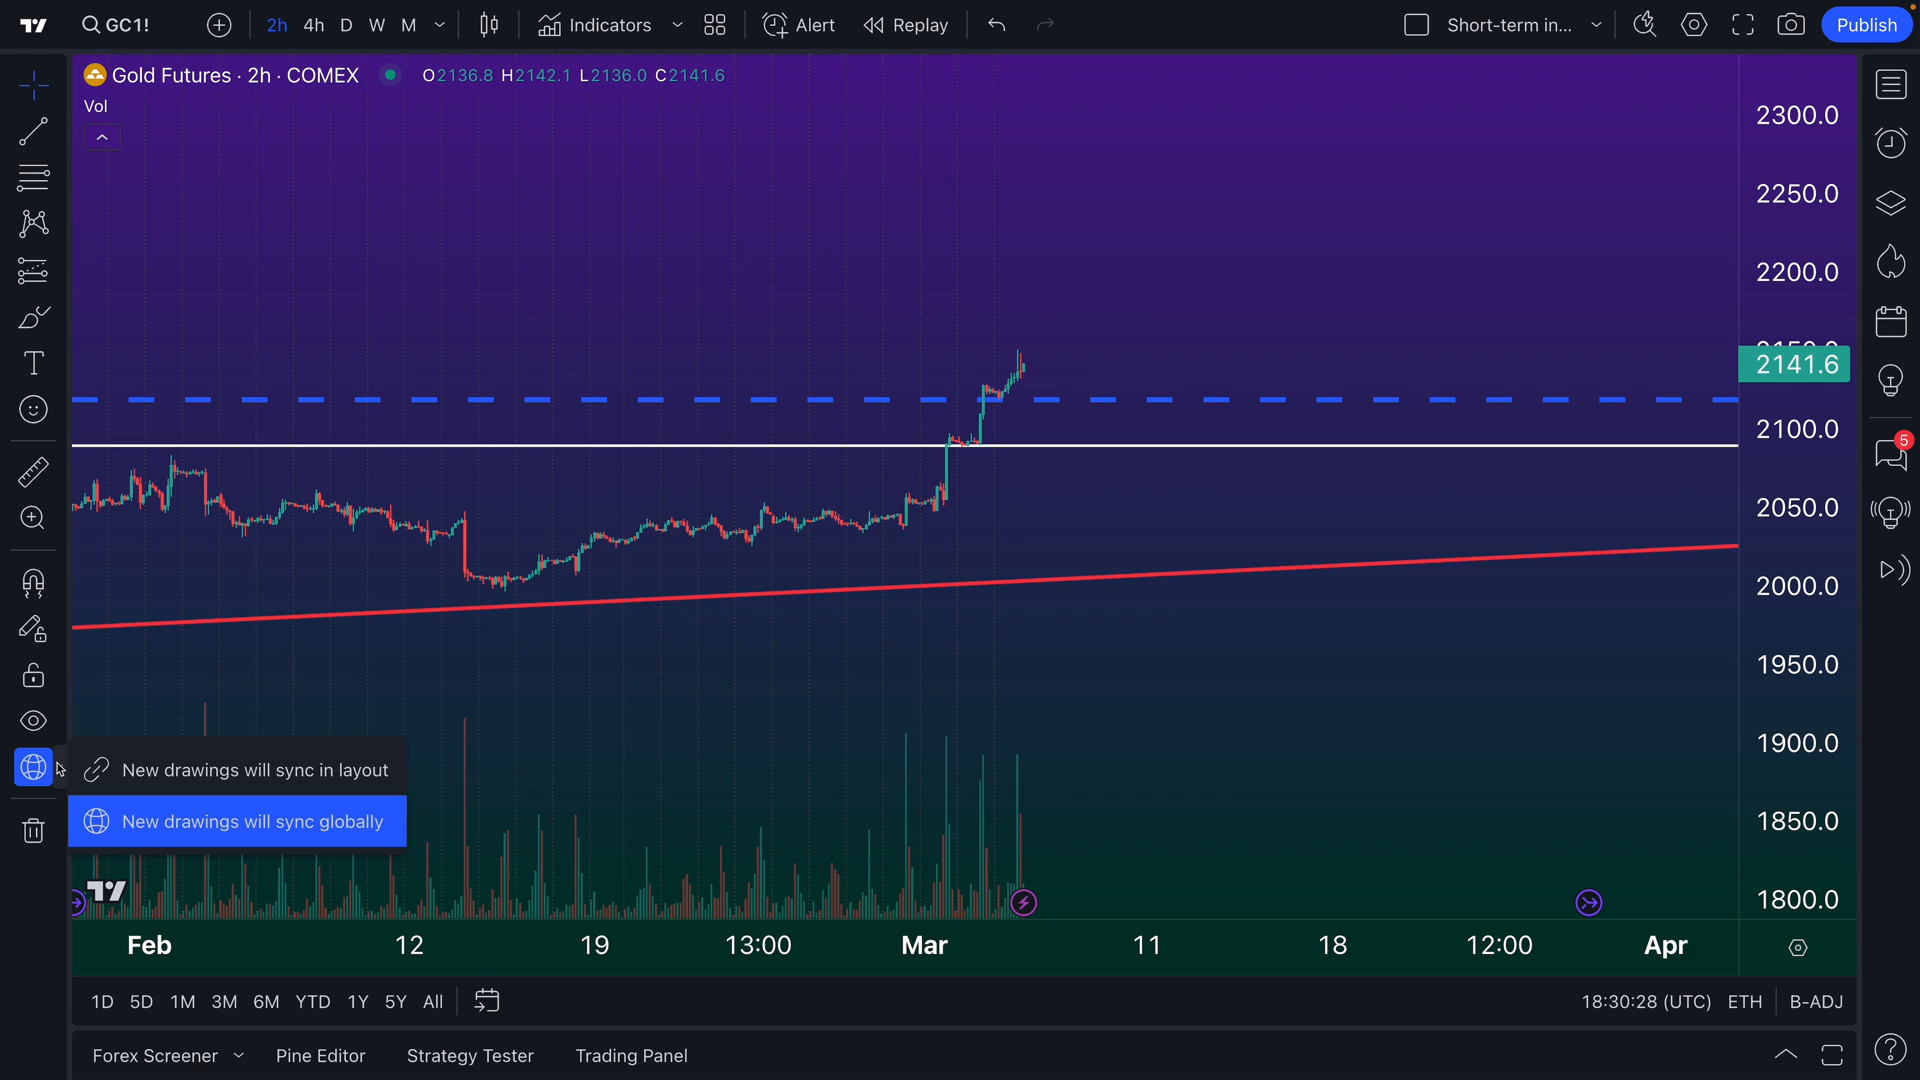 GC1!
2h 4h D W M
Indicators
Alert
Replay
Short-term in...
Publish
Gold Futures · 2h · COMEX
O2136.8 H2142.1 L2136.0 C2141.6
Vol
2300.0
2250.0
2200.0
2150.0
2141.6
2100.0
2050.0
2000.0
1950.0
1900.0
1850.0
1800.0
5
New drawings will sync in layout
New drawings will sync globally
Feb 12 19 13:00 Mar 11 18 12:00 Apr
1D 5D 1M 3M 6M YTD 1Y 5Y All
18:30:28 (UTC) ETH B-ADJ
Forex Screener Pine Editor Strategy Tester Trading Panel